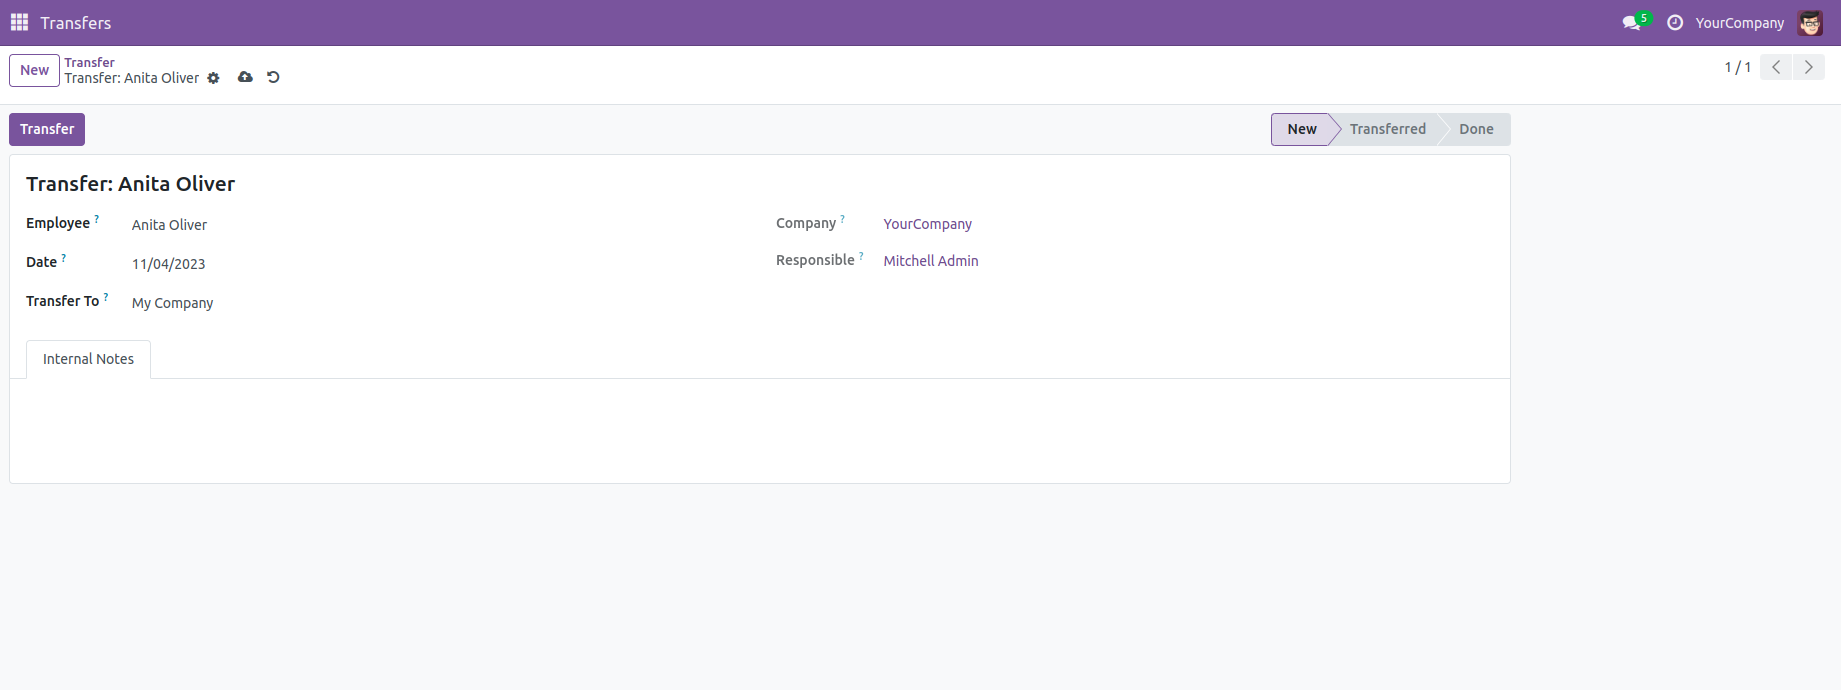 Transfers
5
YourCompany
New
Transfer
Transfer: Anita Oliver
1 / 1
Transfer
New
Transferred
Done
Transfer: Anita Oliver
Employee ?
Anita Oliver
Company ?
YourCompany
Date ?
11/04/2023
Responsible ?
Mitchell Admin
Transfer To ?
My Company
Internal Notes